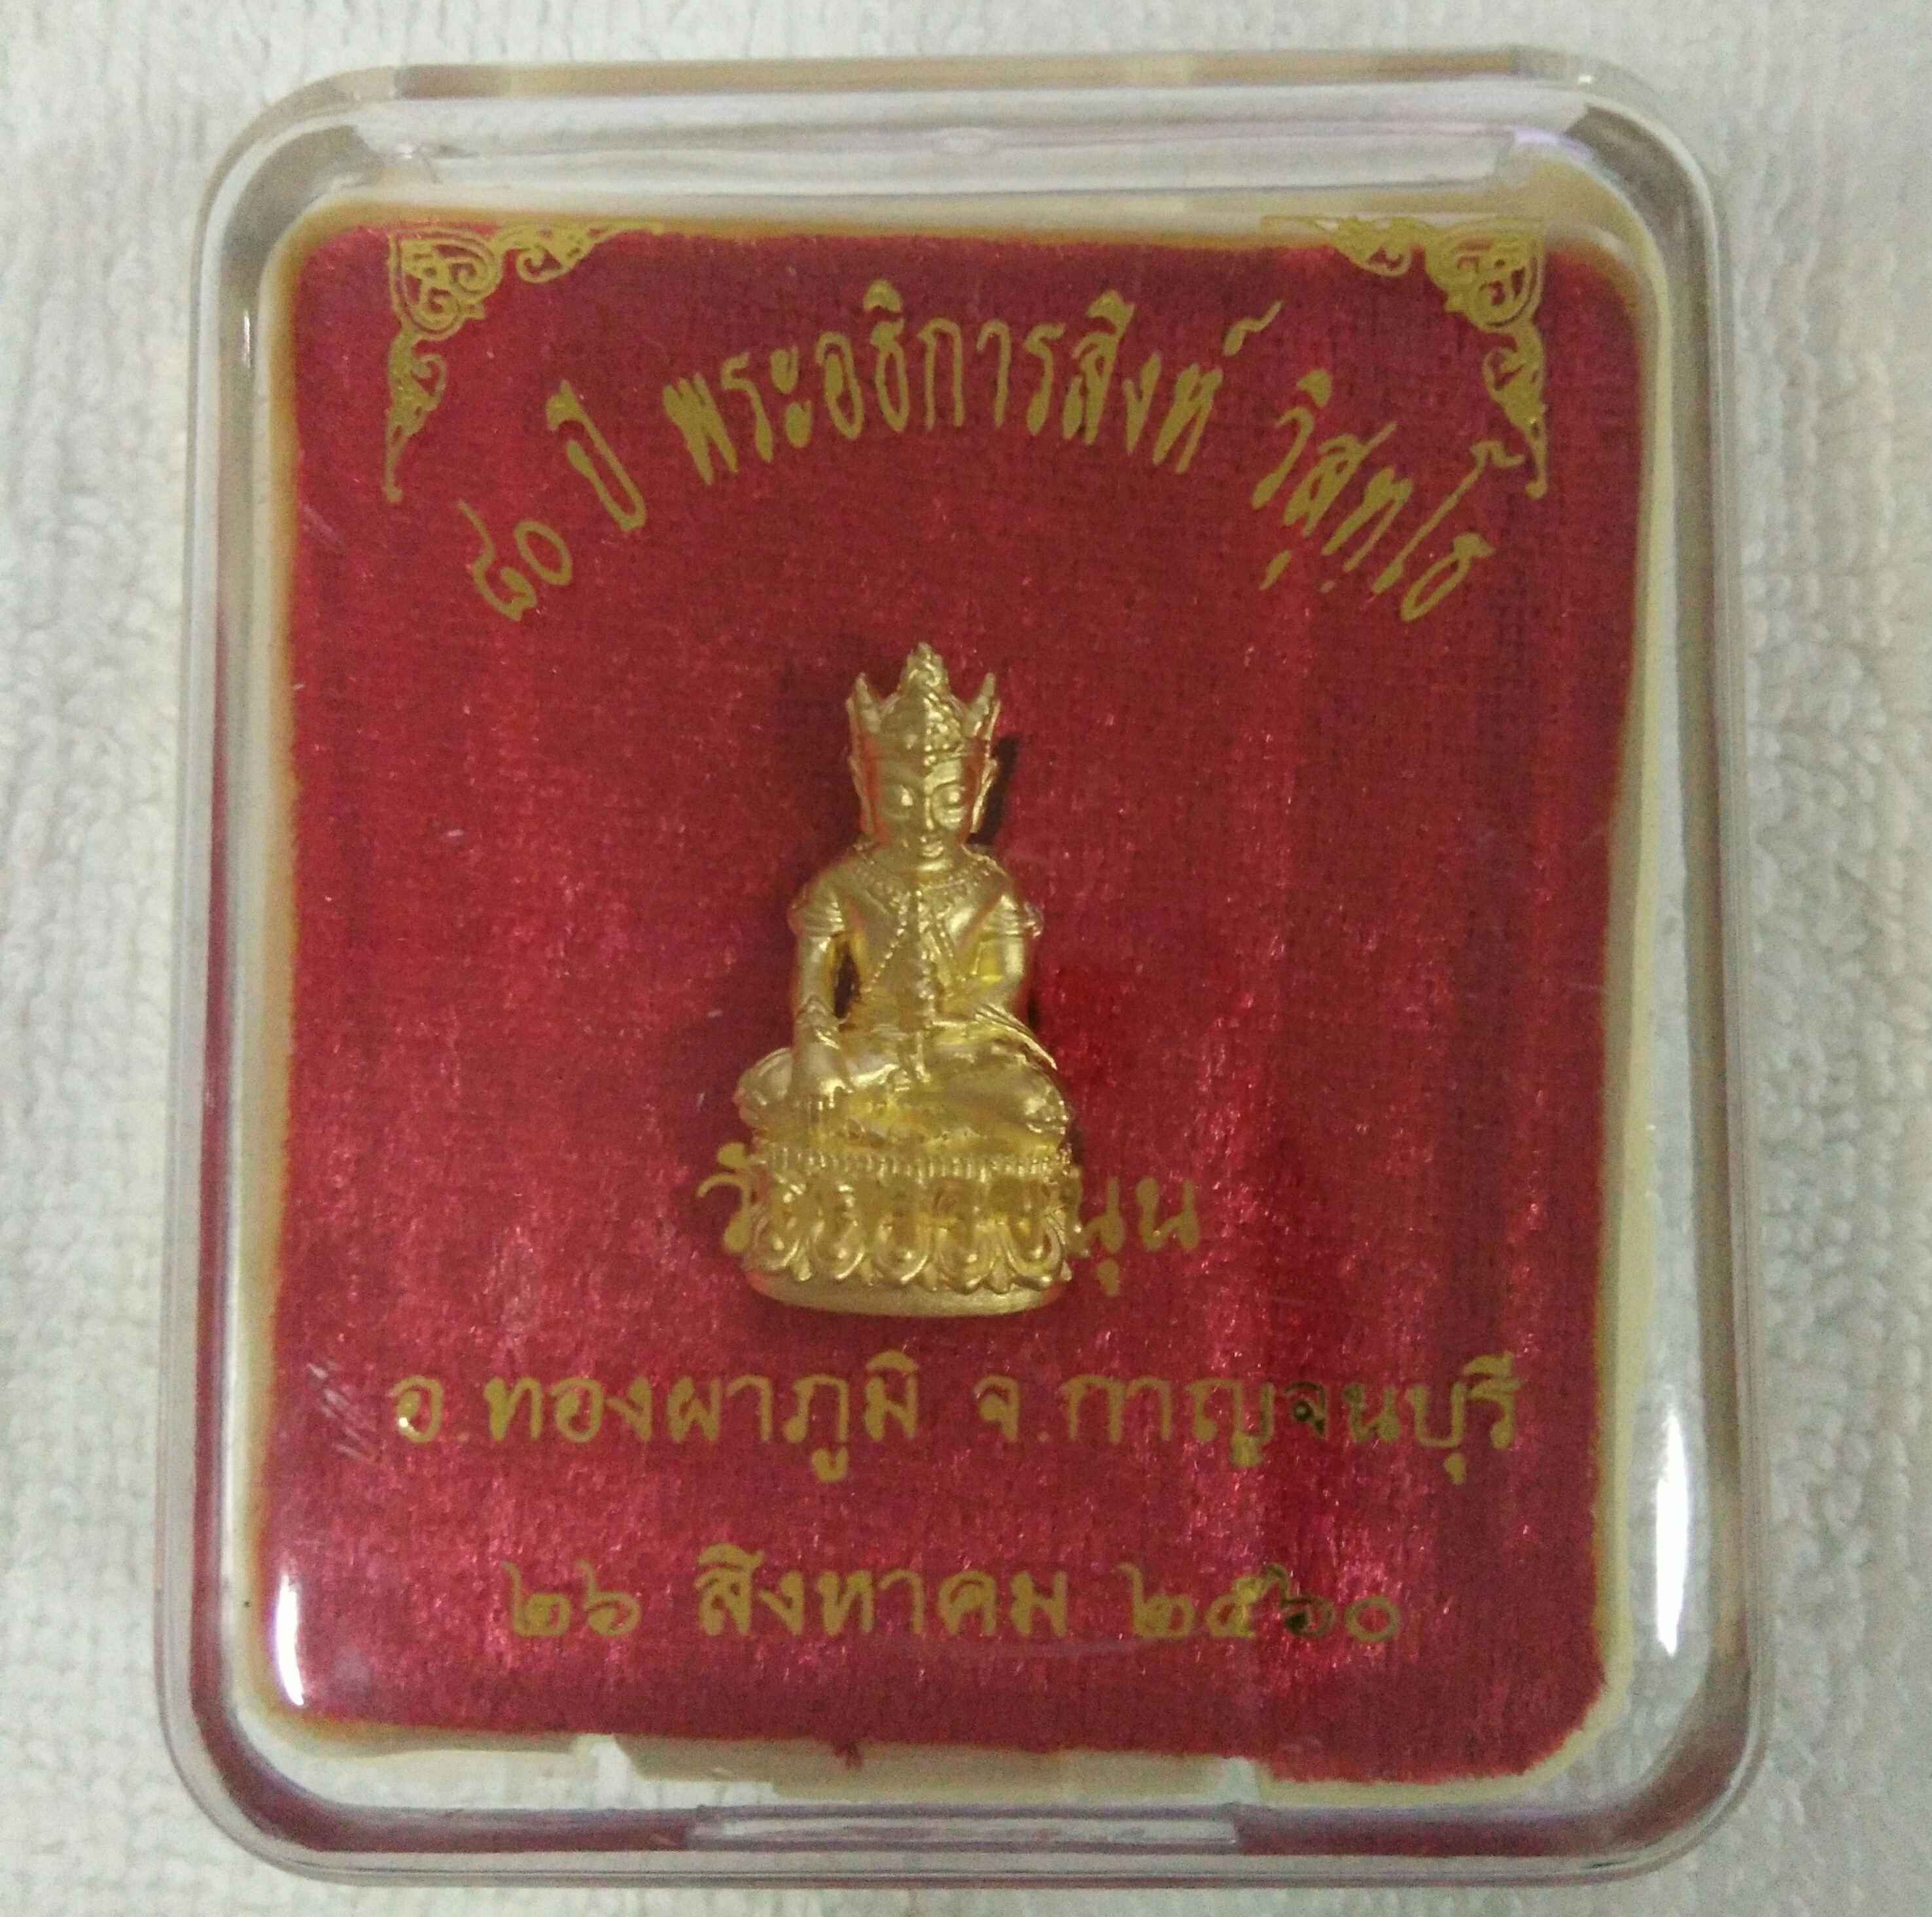 ๘๐ ปี พระอธิการสิงห์ วิสุทฺโธ
อ.ทองผาภูมิ จ.กาญจนบุรี
๒๖ สิงหาคม ๒๕๖๐